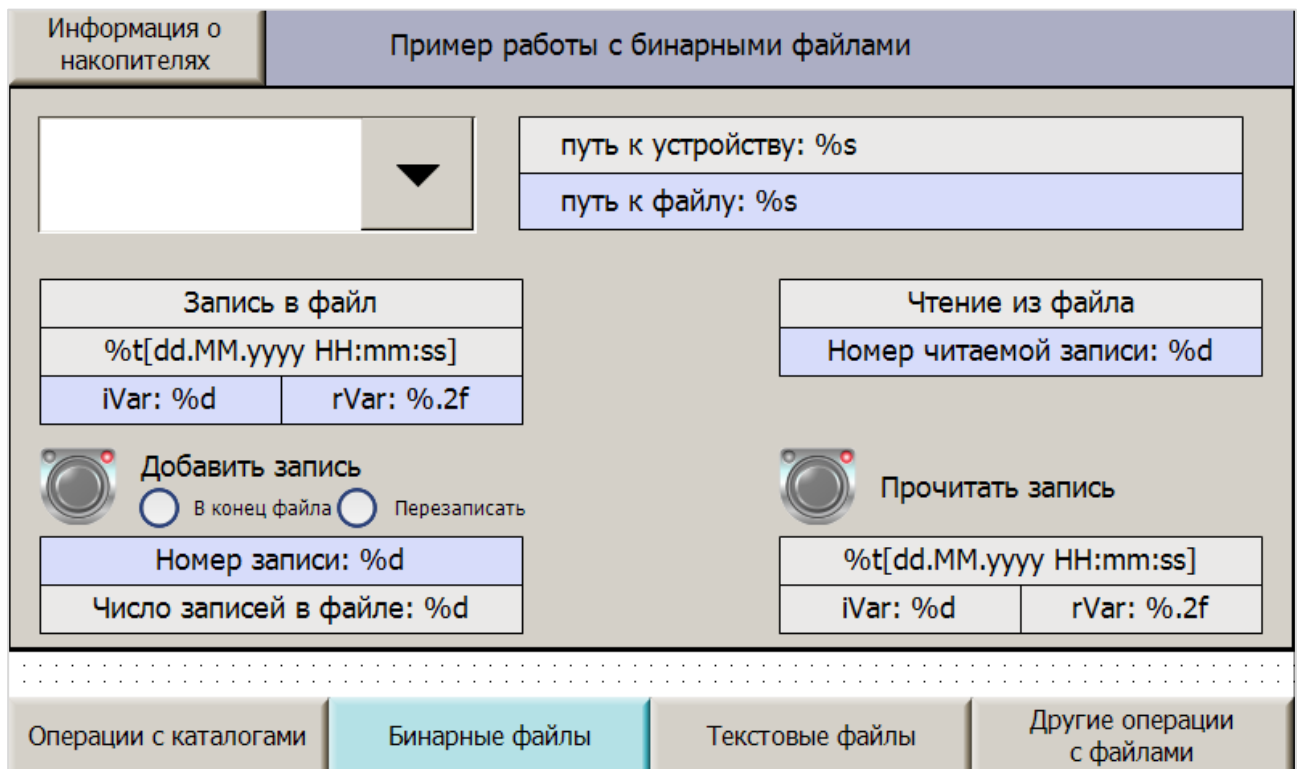 Информация о
накопителях
Пример работы с бинарными файлами
путь к устройству: %s
путь к файлу: %s
Запись в файл
%t[dd.MM.yyyy HH:mm:ss]
iVar: %d
rVar: %.2f
Чтение из файла
Номер читаемой записи: %d
Добавить запись
В конец файла
Перезаписать
Номер записи: %d
Число записей в файле: %d
Прочитать запись
%t[dd.MM.yyyy HH:mm:ss]
iVar: %d
rVar: %.2f
Операции с каталогами
Бинарные файлы
Текстовые файлы
Другие операции
с файлами